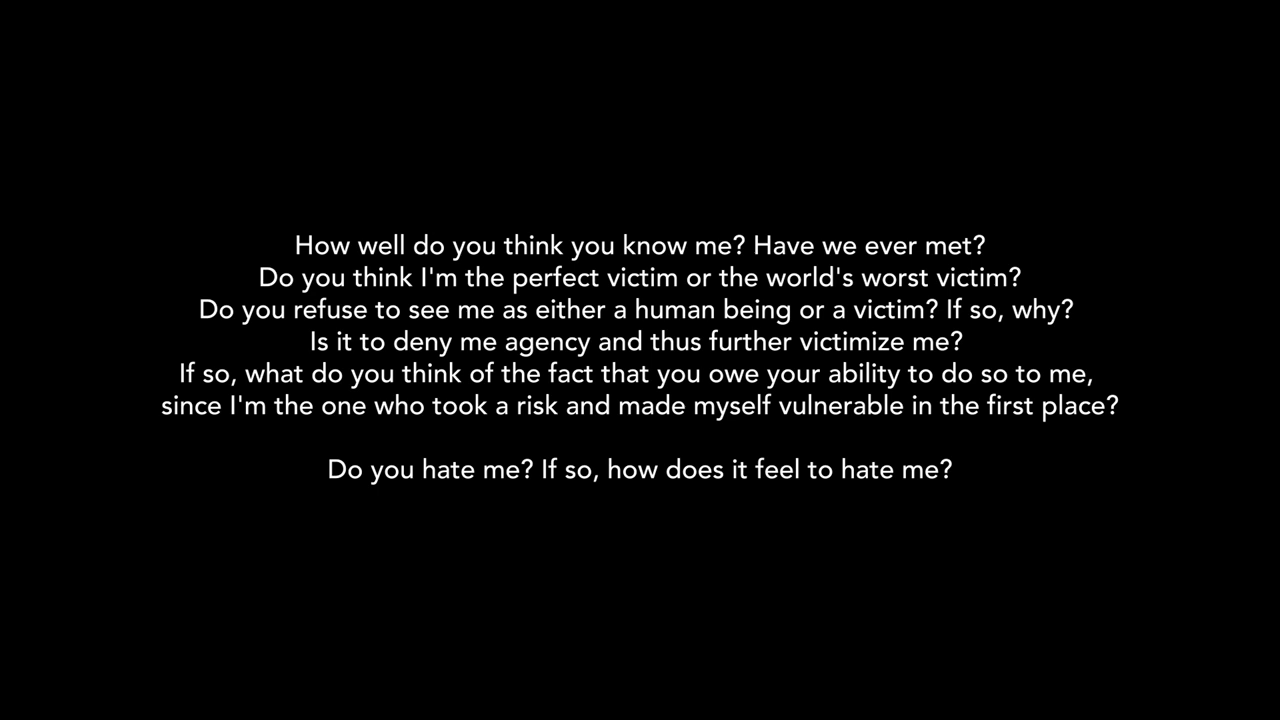 How well do you think you know me? Have we ever met?
Do you think I'm the perfect victim or the world's worst victim?
Do you refuse to see me as either a human being or a victim? If so, why?
Is it to deny me agency and thus further victimize me?
If so, what do you think of the fact that you owe your ability to do so to me,
since I'm the one who took a risk and made myself vulnerable in the first place?
Do you hate me? If so, how does it feel to hate me?